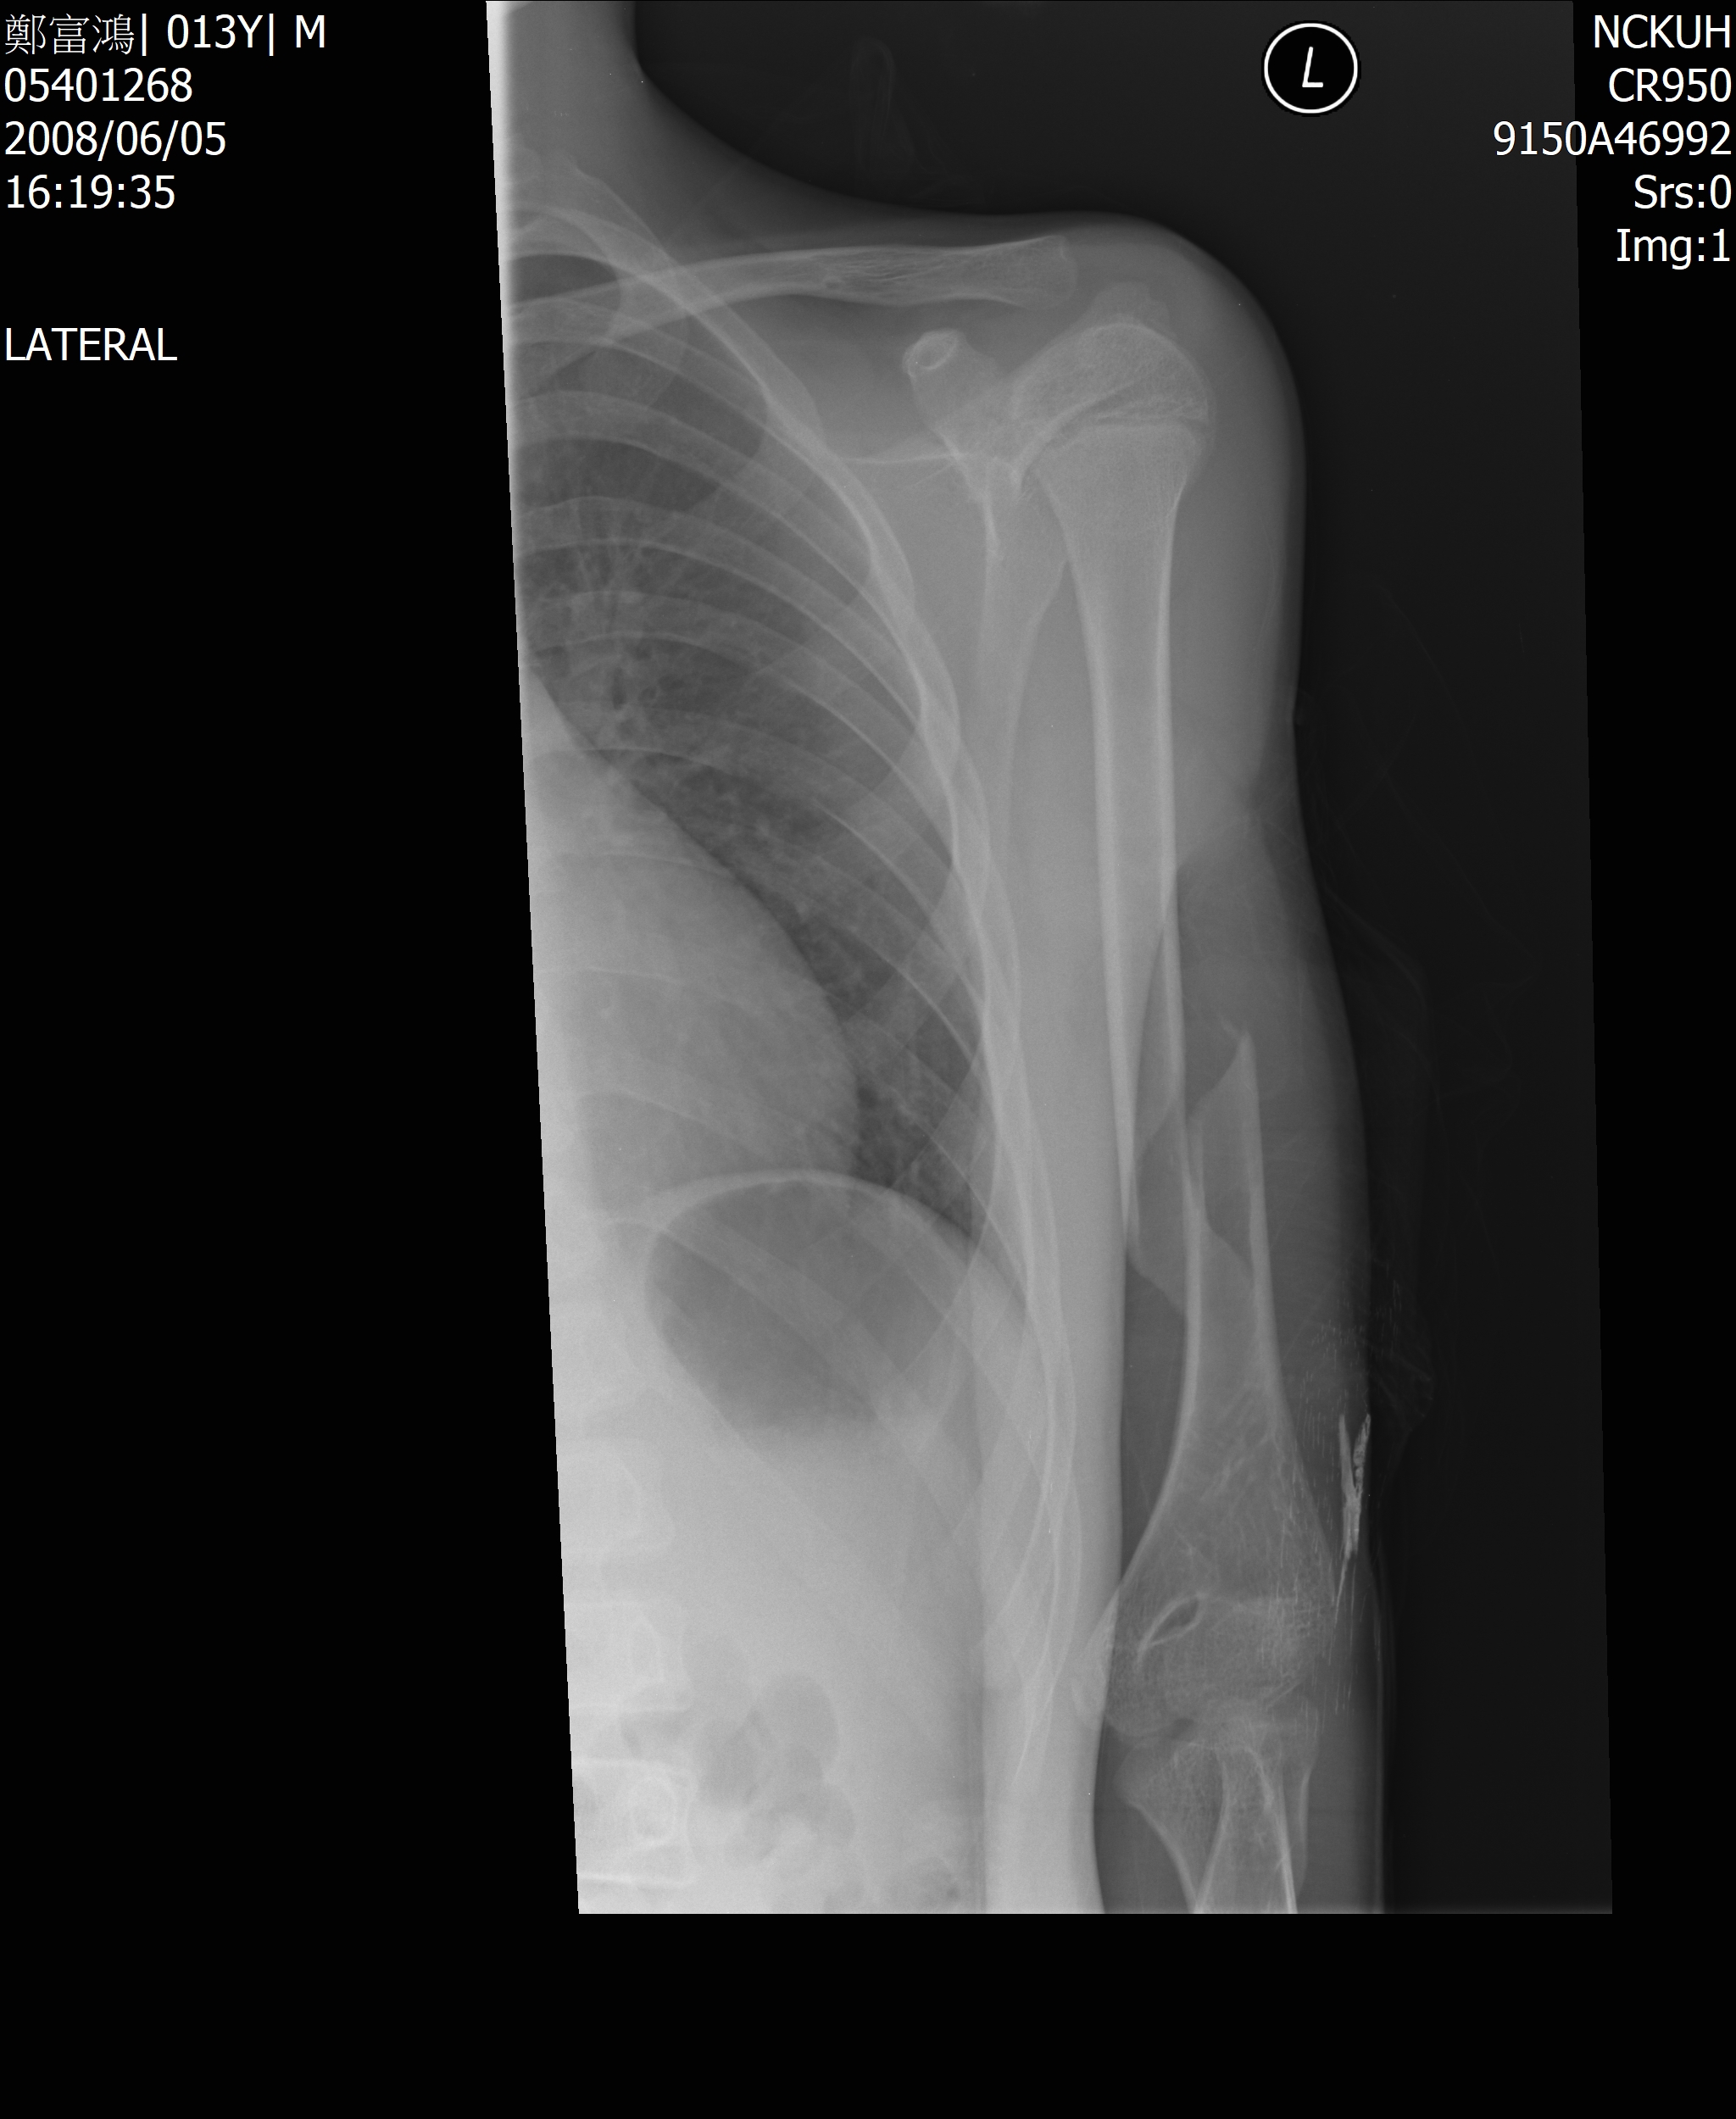 鄭富鴻| 013Y| M
05401268
2008/06/05
16:19:35
LATERAL
L
NCKUH
CR950
9150A46992
Srs:0
Img:1